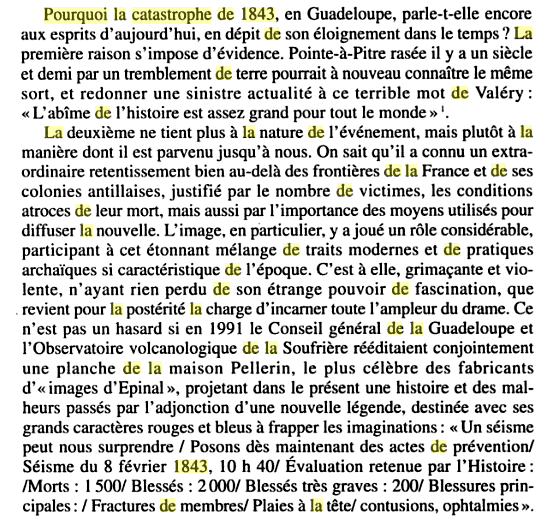 Pourquoi la catastrophe de 1843, en Guadeloupe, parle-t-elle encore
aux esprits d'aujourd'hui, en dépit de son éloignement dans le temps ? La
première raison s'impose d'évidence. Pointe-à-Pitre rasée il y a un siècle
et demi par un tremblement de terre pourrait à nouveau connaître le même
sort, et redonner une sinistre actualité à ce terrible mot de Valéry :
« L'abîme de l'histoire est assez grand pour tout le monde » 1.
La deuxième ne tient plus à la nature de l'événement, mais plutôt à la
manière dont il est parvenu jusqu'à nous. On sait qu'il a connu un extra-
ordinaire retentissement bien au-delà des frontières de la France et de ses
colonies antillaises, justifié par le nombre de victimes, les conditions
atroces de leur mort, mais aussi par l'importance des moyens utilisés pour
diffuser la nouvelle. L'image, en particulier, y a joué un rôle considérable,
participant à cet étonnant mélange de traits modernes et de pratiques
archaïques si caractéristique de l'époque. C'est à elle, grimaçante et vio-
lente, n'ayant rien perdu de son étrange pouvoir de fascination, que
revient pour la postérité la charge d'incarner toute l'ampleur du drame. Ce
n'est pas un hasard si en 1991 le Conseil général de la Guadeloupe et
l'Observatoire volcanologique de la Soufrière rééditaient conjointement
une planche de la maison Pellerin, le plus célèbre des fabricants
d'« images d'Epinal », projetant dans le présent une histoire et des mal-
heurs passés par l'adjonction d'une nouvelle légende, destinée avec ses
grands caractères rouges et bleus à frapper les imaginations : « Un séisme
peut nous surprendre / Posons dès maintenant des actes de prévention/
Séisme du 8 février 1843, 10 h 40/ Évaluation retenue par l'Histoire :
/Morts : 1 500/ Blessés : 2 000/ Blessés très graves : 200/ Blessures prin-
cipales : / Fractures de membres/ Plaies à la tête/ contusions, ophtalmies ».